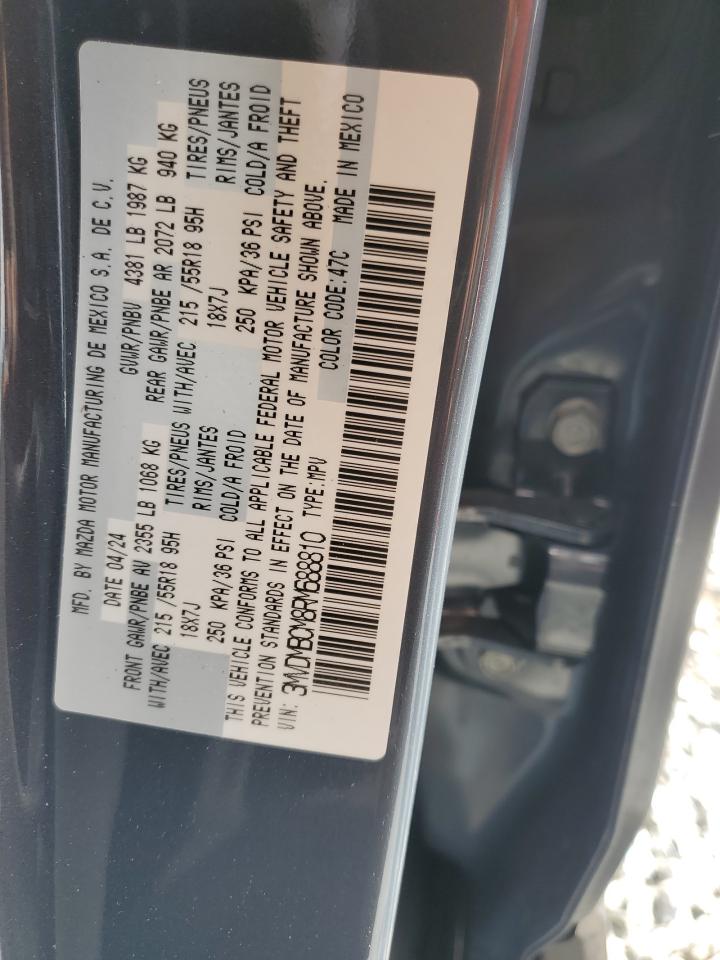 MFD. BY MAZDA MOTOR MANUFACTURING DE MEXICO S.A. DE C.V.
DATE 04/24 GVWR/PNBV 4381 LB 1987 KG
FRONT GAWR/PNBE AV 2355 LB 1068 KG REAR GAWR/PNBE AR 2072 LB 940 KG
WITH/AVEC 215 /55R18 95H TIRES/PNEUS WITH/AVEC 215 /55R18 95H TIRES/PNEUS
18X7J RIMS/JANTES 18X7J RIMS/JANTES
250 KPA/36 PSI COLD/A FROID 250 KPA/36 PSI COLD/A FROID
THIS VEHICLE CONFORMS TO ALL APPLICABLE FEDERAL MOTOR VEHICLE SAFETY AND THEFT
PREVENTION STANDARDS IN EFFECT ON THE DATE OF MANUFACTURE SHOWN ABOVE.
VIN: 3MVDMBCM8RM688810 TYPE:MPV COLOR CODE:47C MADE IN MEXICO